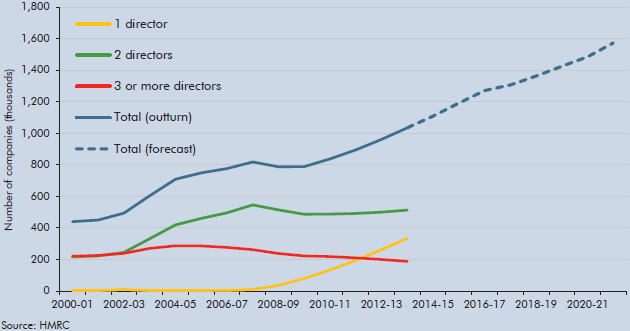 1,800
1,600
1,400
1,200
1,000
800
600
400
200
0
Number of companies (thousands)
1 director
2 directors
3 or more directors
Total (outturn)
Total (forecast)
2000-01 2002-03 2004-05 2006-07 2008-09 2010-11 2012-13 2014-15 2016-17 2018-19 2020-21
Source: HMRC